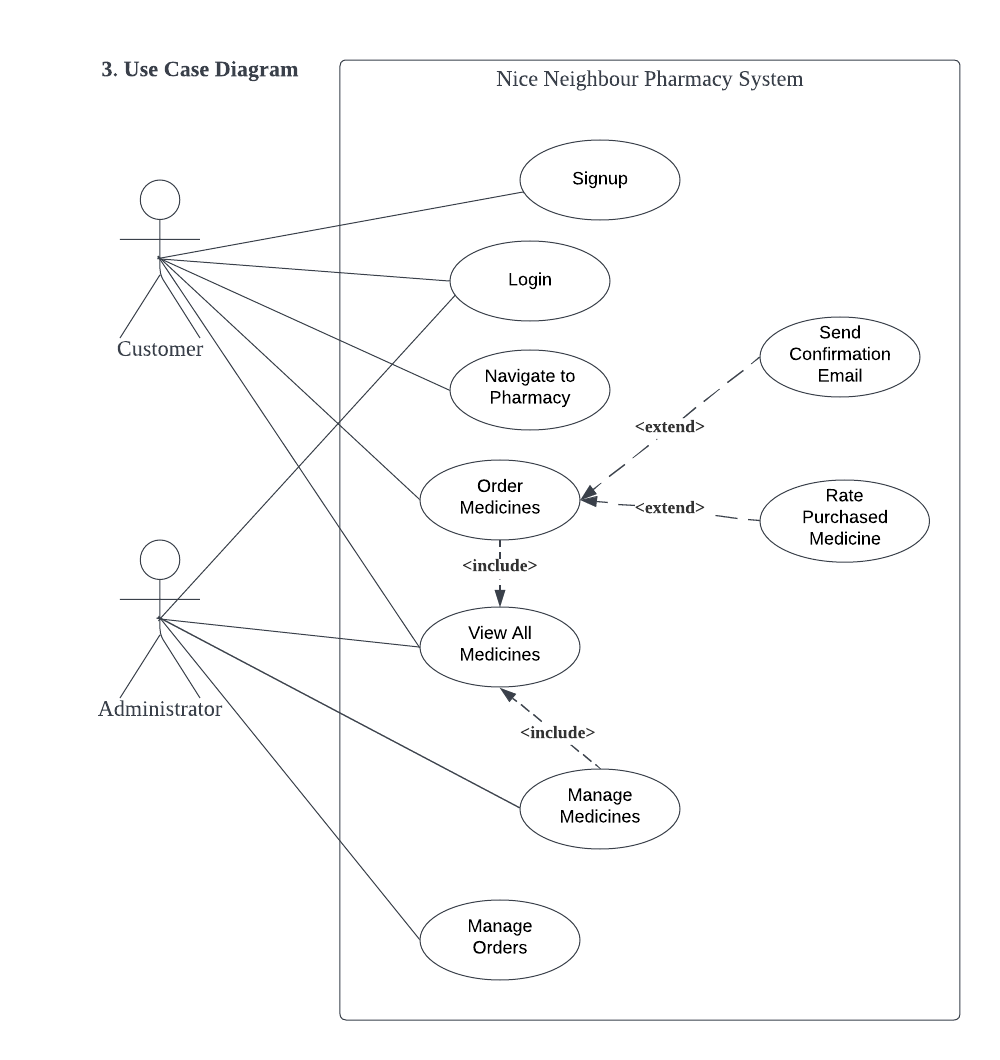 3. Use Case Diagram
Nice Neighbour Pharmacy System
Signup
Login
Customer
Send
Confirmation
Email
Navigate to
Pharmacy
<extend>
Order
Medicines
<extend>
Rate
Purchased
Medicine
<include>
View All
Medicines
Administrator
<include>
Manage
Medicines
Manage
Orders